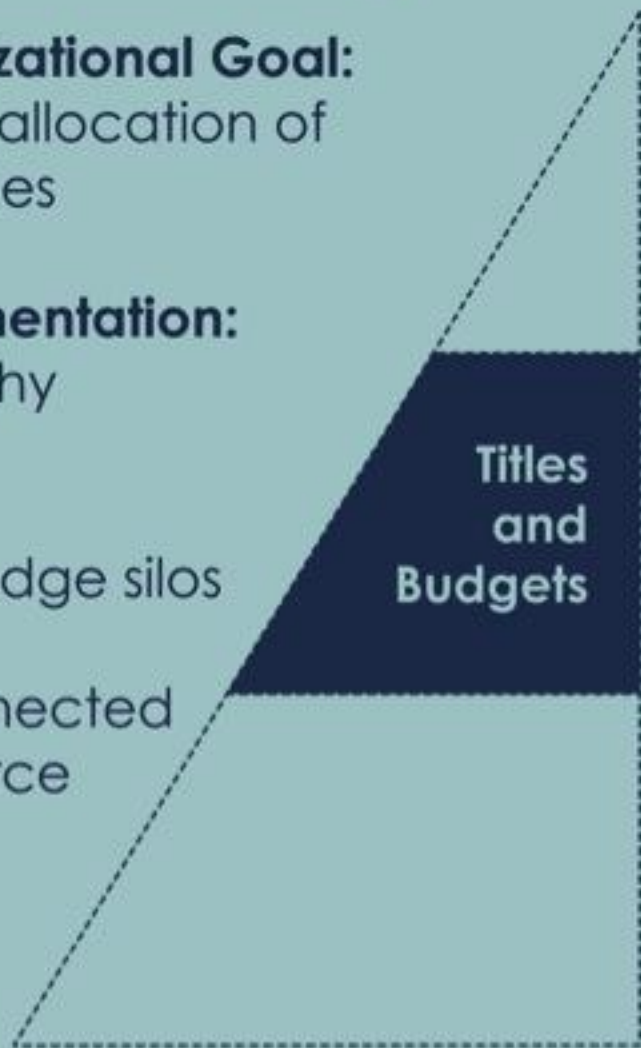 zational Goal:
allocation of
es
nentation:
hy
dge silos
nected
rce
Titles
and
Budgets